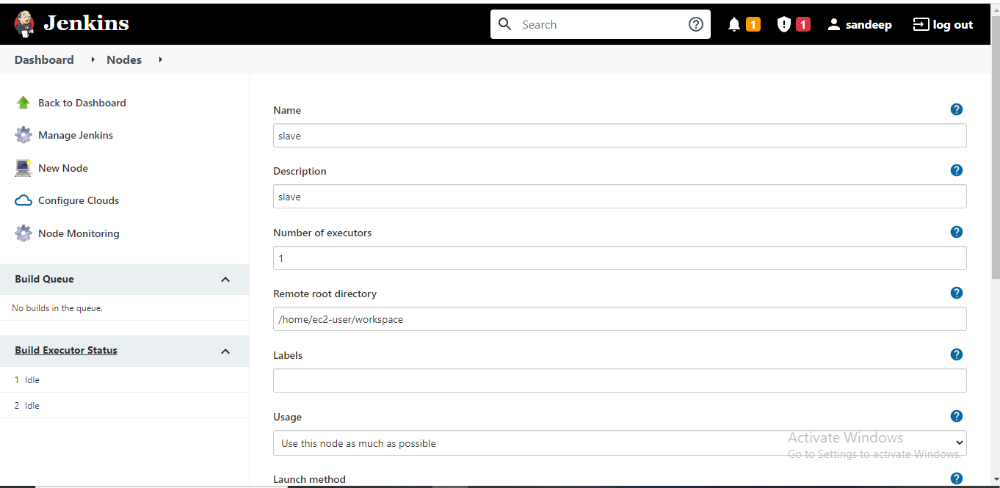 Jenkins
Search
1
1
sandeep
log out
Dashboard
Nodes
Back to Dashboard
Manage Jenkins
New Node
Configure Clouds
Node Monitoring
Build Queue
No builds in the queue.
Build Executor Status
1 Idle
2 Idle
Name
slave
Description
slave
Number of executors
1
Remote root directory
/home/ec2-user/workspace
Labels
Usage
Use this node as much as possible
Activate Windows
Go to Settings to activate Windows.
Launch method